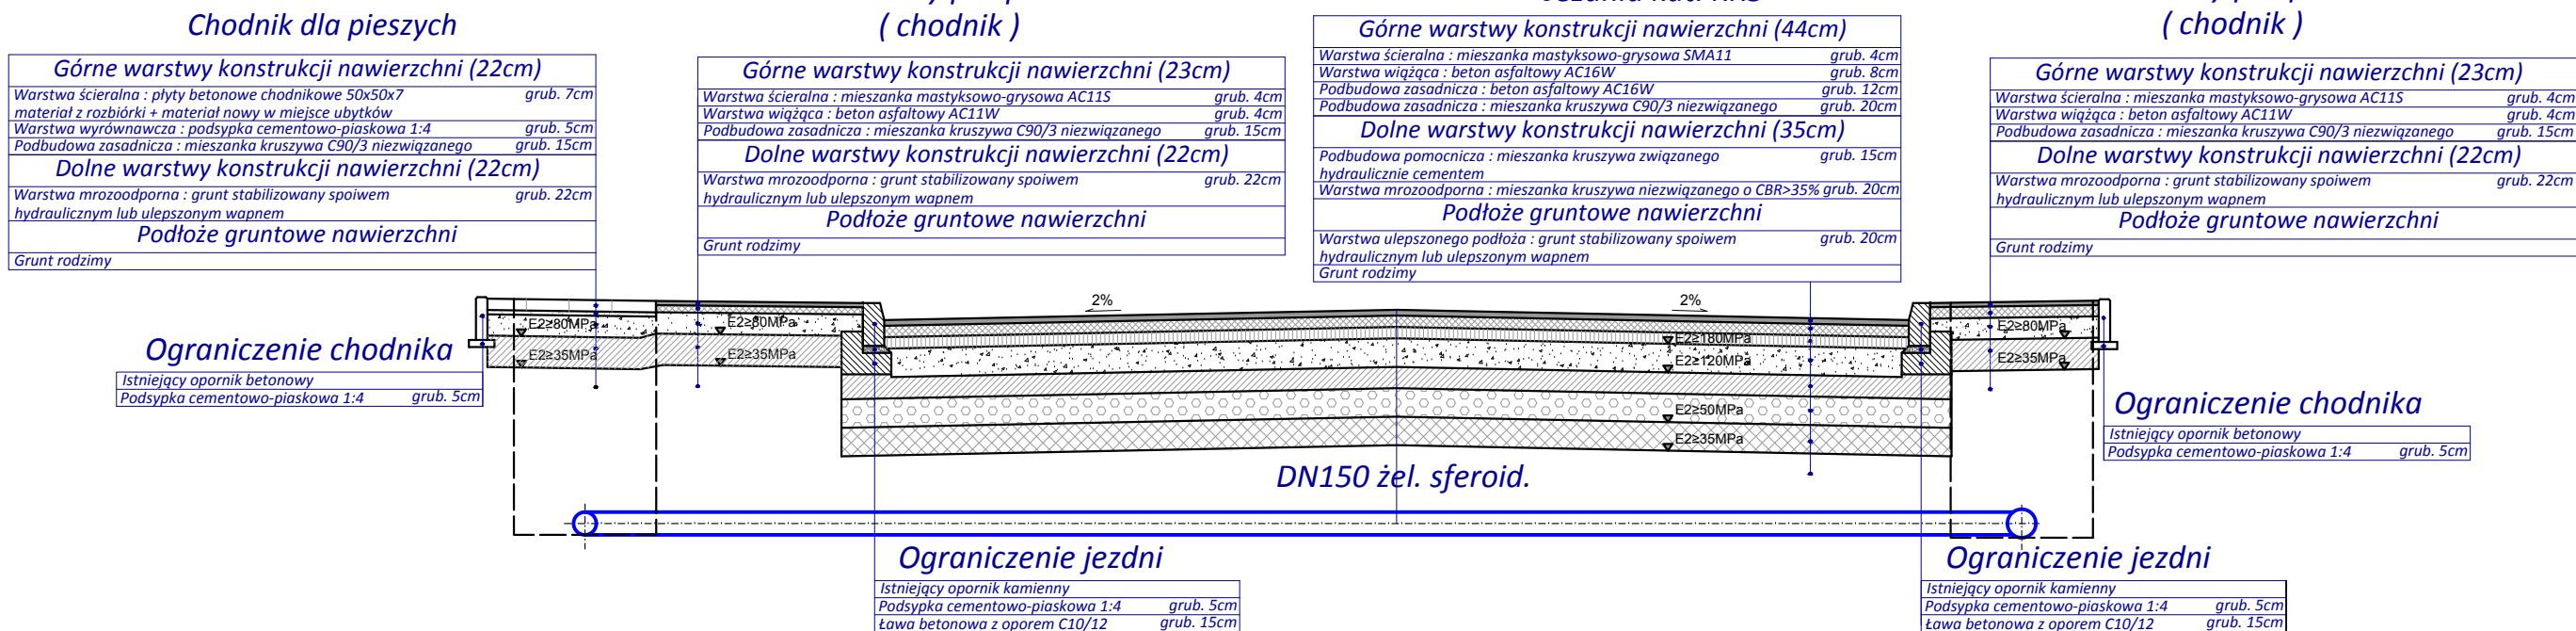 Chodnik dla pieszych
Górne warstwy konstrukcji nawierzchni (22cm)
Warstwa ścieralna : płyty betonowe chodnikowe 50x50x7 grub. 7cm
materiał z rozbiórki + materiał nowy w miejsce ubytków
Warstwa wyrównawcza : podsypka cementowo-piaskowa 1:4 grub. 5cm
Podbudowa zasadnicza : mieszanka kruszywa C90/3 niezwiązanego grub. 15cm
Dolne warstwy konstrukcji nawierzchni (22cm)
Warstwa mrozoodporna : grunt stabilizowany spoiwem grub. 22cm
hydraulicznym lub ulepszonym wapnem
Podłoże gruntowe nawierzchni
Grunt rodzimy
( chodnik )
Górne warstwy konstrukcji nawierzchni (23cm)
Warstwa ścieralna : mieszanka mastyksowo-grysowa AC11S grub. 4cm
Warstwa wiążąca : beton asfaltowy AC11W grub. 4cm
Podbudowa zasadnicza : mieszanka kruszywa C90/3 niezwiązanego grub. 15cm
Dolne warstwy konstrukcji nawierzchni (22cm)
Warstwa mrozoodporna : grunt stabilizowany spoiwem grub. 22cm
hydraulicznym lub ulepszonym wapnem
Podłoże gruntowe nawierzchni
Grunt rodzimy
Górne warstwy konstrukcji nawierzchni (44cm)
Warstwa ścieralna : mieszanka mastyksowo-grysowa SMA11 grub. 4cm
Warstwa wiążąca : beton asfaltowy AC16W grub. 8cm
Podbudowa zasadnicza : beton asfaltowy AC16W grub. 12cm
Podbudowa zasadnicza : mieszanka kruszywa C90/3 niezwiązanego grub. 20cm
Dolne warstwy konstrukcji nawierzchni (35cm)
Podbudowa pomocnicza : mieszanka kruszywa związanego grub. 15cm
hydraulicznie cementem
Warstwa mrozoodporna : mieszanka kruszywa niezwiązanego o CBR>35% grub. 20cm
Podłoże gruntowe nawierzchni
Warstwa ulepszonego podłoża : grunt stabilizowany spoiwem grub. 20cm
hydraulicznym lub ulepszonym wapnem
Grunt rodzimy
( chodnik )
Górne warstwy konstrukcji nawierzchni (23cm)
Warstwa ścieralna : mieszanka mastyksowo-grysowa AC11S grub. 4cm
Warstwa wiążąca : beton asfaltowy AC11W grub. 4cm
Podbudowa zasadnicza : mieszanka kruszywa C90/3 niezwiązanego grub. 15cm
Dolne warstwy konstrukcji nawierzchni (22cm)
Warstwa mrozoodporna : grunt stabilizowany spoiwem grub. 22cm
hydraulicznym lub ulepszonym wapnem
Podłoże gruntowe nawierzchni
Grunt rodzimy
2% 2%
E2≥80MPa E2≥80MPa E2≥180MPa E2≥80MPa
E2≥35MPa E2≥35MPa E2≥120MPa E2≥35MPa
E2≥50MPa
E2≥35MPa
Ograniczenie chodnika
Istniejący opornik betonowy
Podsypka cementowo-piaskowa 1:4 grub. 5cm
Ograniczenie chodnika
Istniejący opornik betonowy
Podsypka cementowo-piaskowa 1:4 grub. 5cm
DN150 żel. sferoid.
Ograniczenie jezdni
Istniejący opornik kamienny
Podsypka cementowo-piaskowa 1:4 grub. 5cm
Ława betonowa z oporem C10/12 grub. 15cm
Ograniczenie jezdni
Istniejący opornik kamienny
Podsypka cementowo-piaskowa 1:4 grub. 5cm
Ława betonowa z oporem C10/12 grub. 15cm